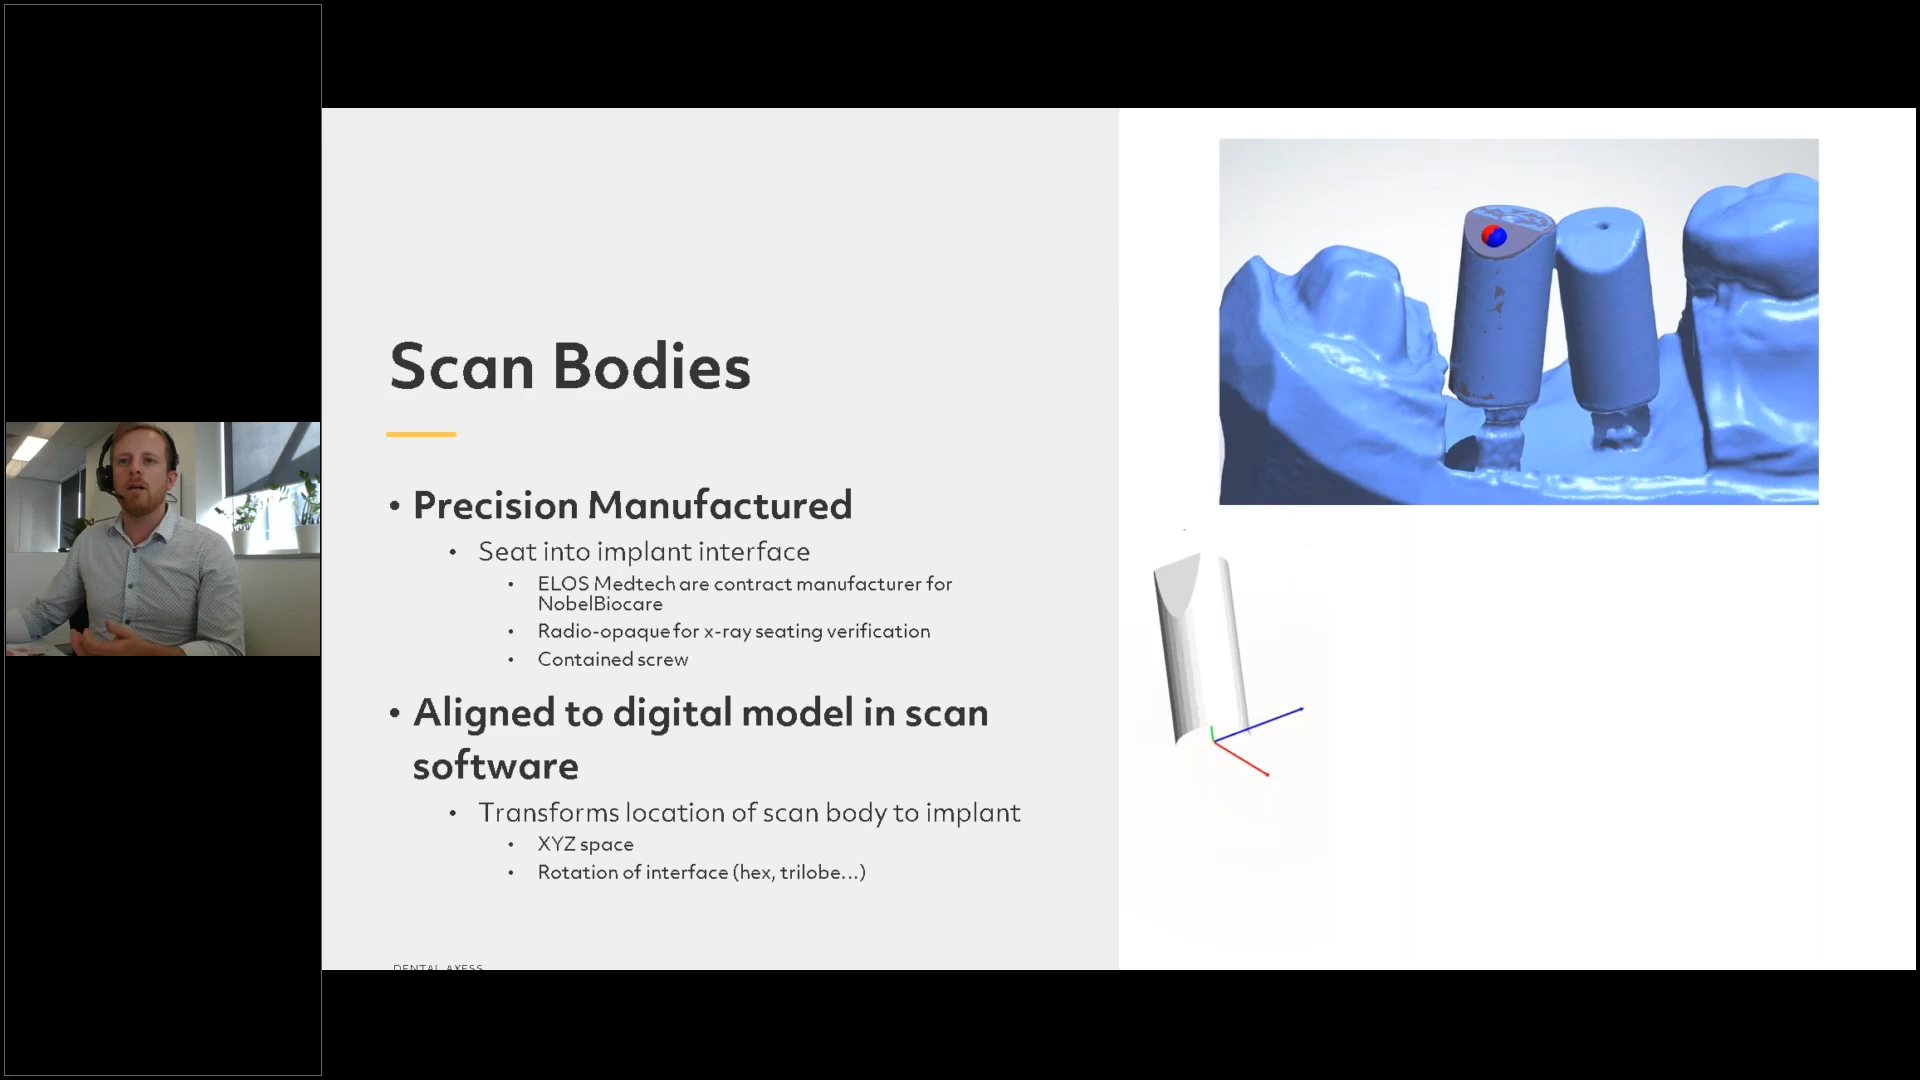 Scan Bodies
• Precision Manufactured
• Seat into implant interface
• ELOS Medtech are contract manufacturer for
NobelBiocare
• Radio-opaque for x-ray seating verification
• Contained screw
• Aligned to digital model in scan
software
• Transforms location of scan body to implant
• XYZ space
• Rotation of interface (hex, trilobe...)
DENTAL AXESS